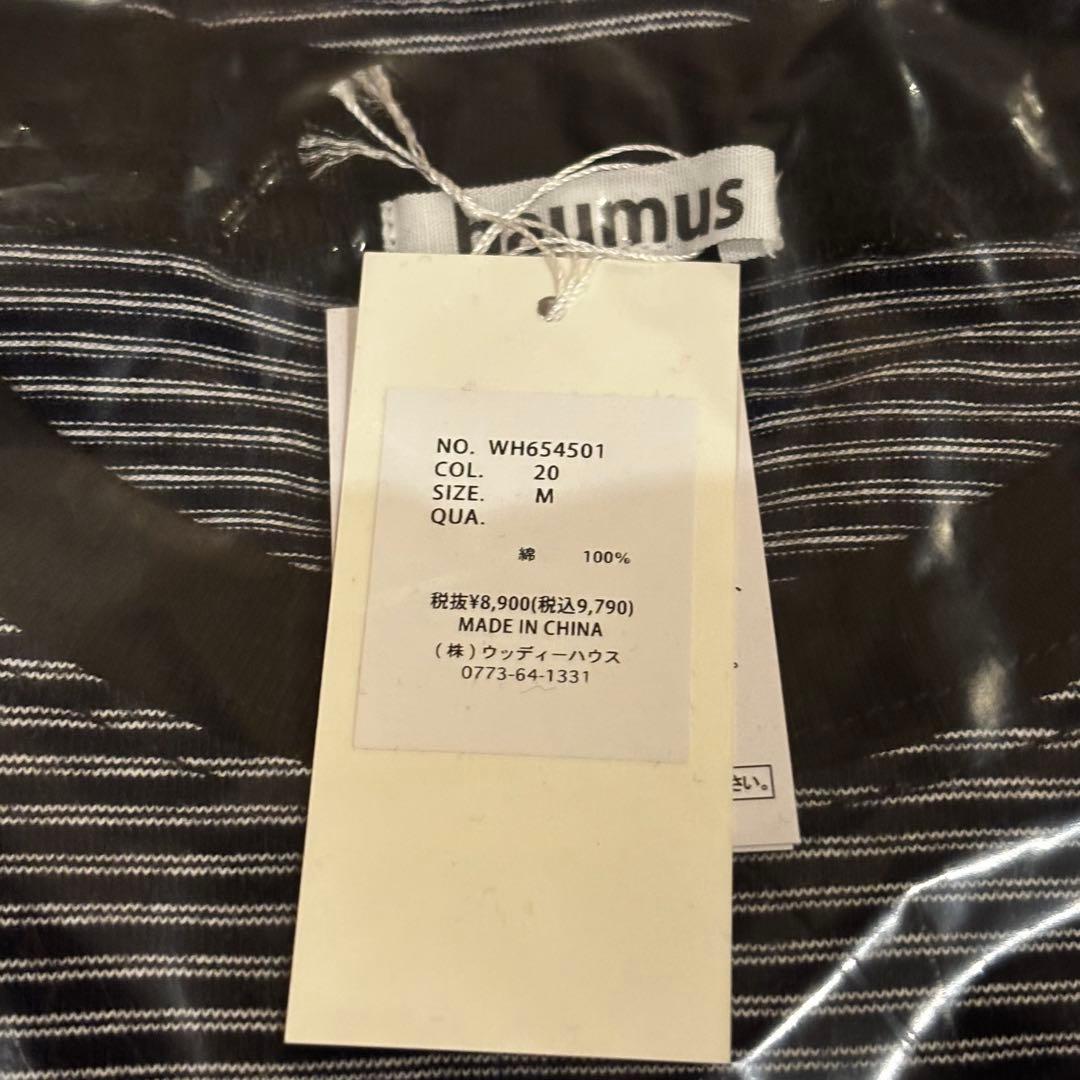 humus
NO. WH654501
COL. 20
SIZE. M
QUA.
綿 100%
税抜¥8,900(税込9,790)
MADE IN CHINA
(株)ウッディーハウス
0773-64-1331
さい。